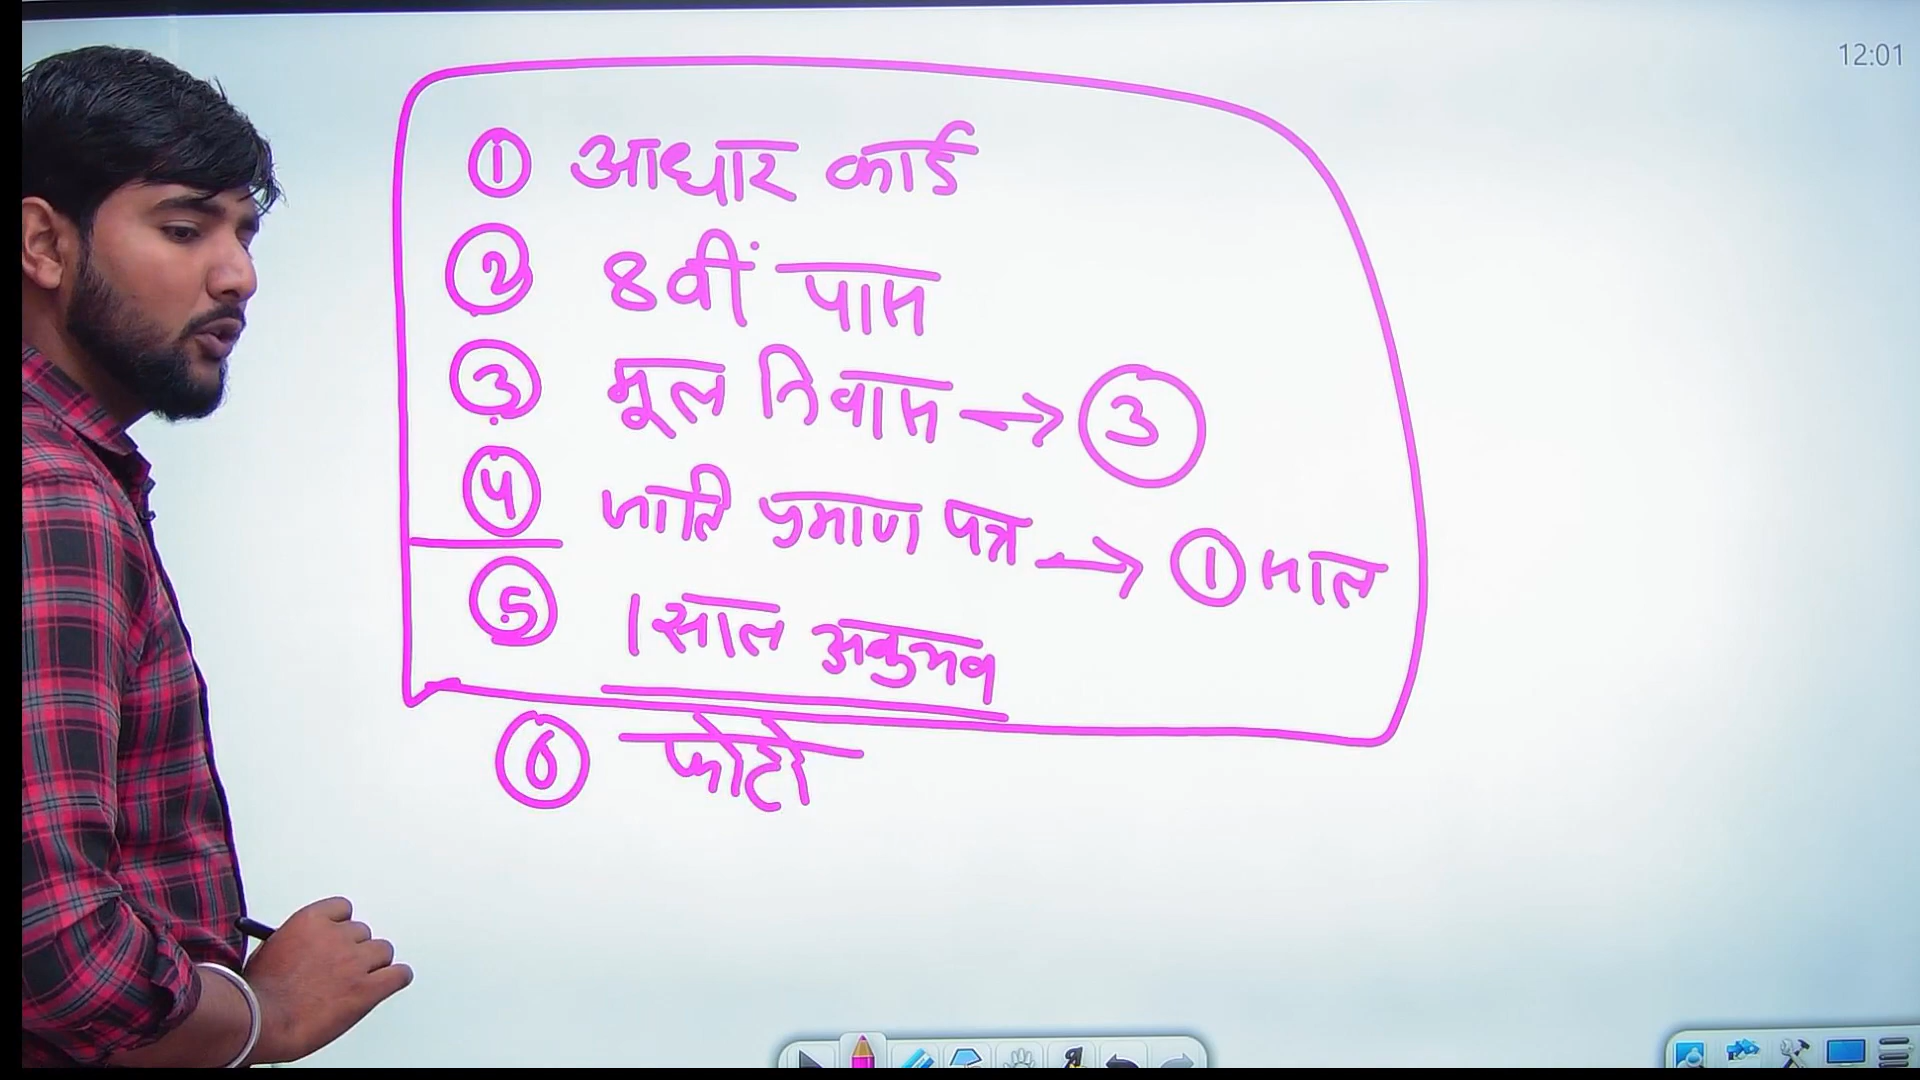 12:01
① आधार कार्ड
② 8वीं पास
③ मूल निवास → ③
④ जाति प्रमाण पत्र → ① साल
⑤ 1 साल अनुभव
⑥ फोटो